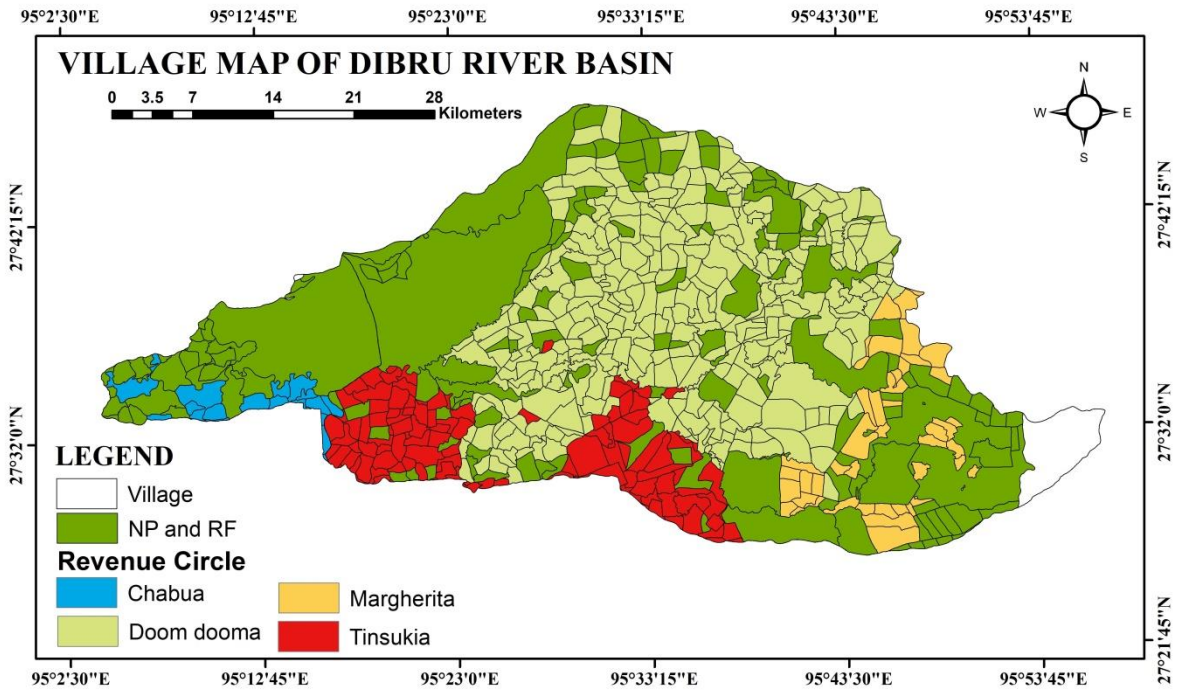 95°2'30"E 95°12'45"E 95°23'0"E 95°33'15"E 95°43'30"E 95°53'45"E
VILLAGE MAP OF DIBRU RIVER BASIN
0 3.5 7 14 21 28
Kilometers
N
W E
S
27°42'15"N
27°42'15"N
27°32'0"N
27°32'0"N
27°21'45"N
LEGEND
Village
NP and RF
Revenue Circle
Chabua
Margherita
Doom dooma
Tinsukia
95°2'30"E 95°12'45"E 95°23'0"E 95°33'15"E 95°43'30"E 95°53'45"E